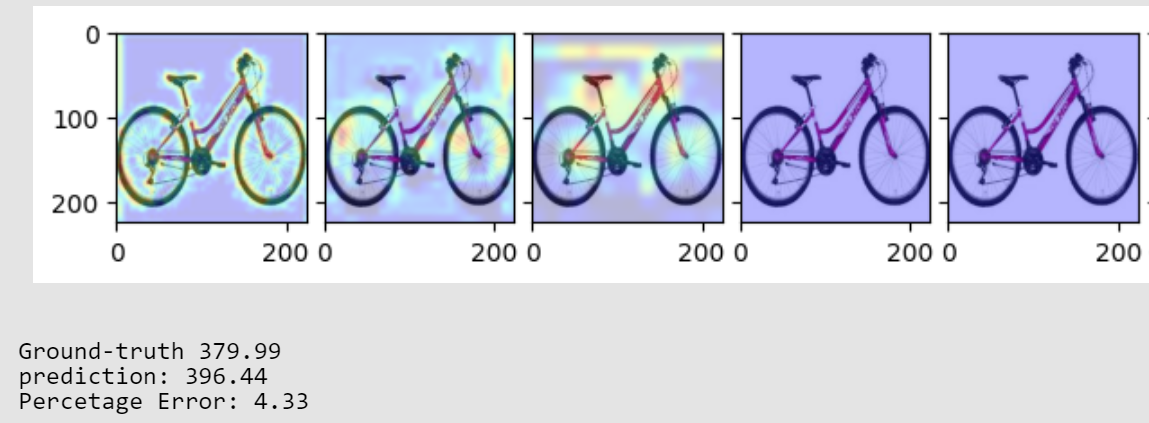 0
100
200
0 200 0 200 0 200 0 200 0 200
Ground-truth 379.99
prediction: 396.44
Percetage Error: 4.33